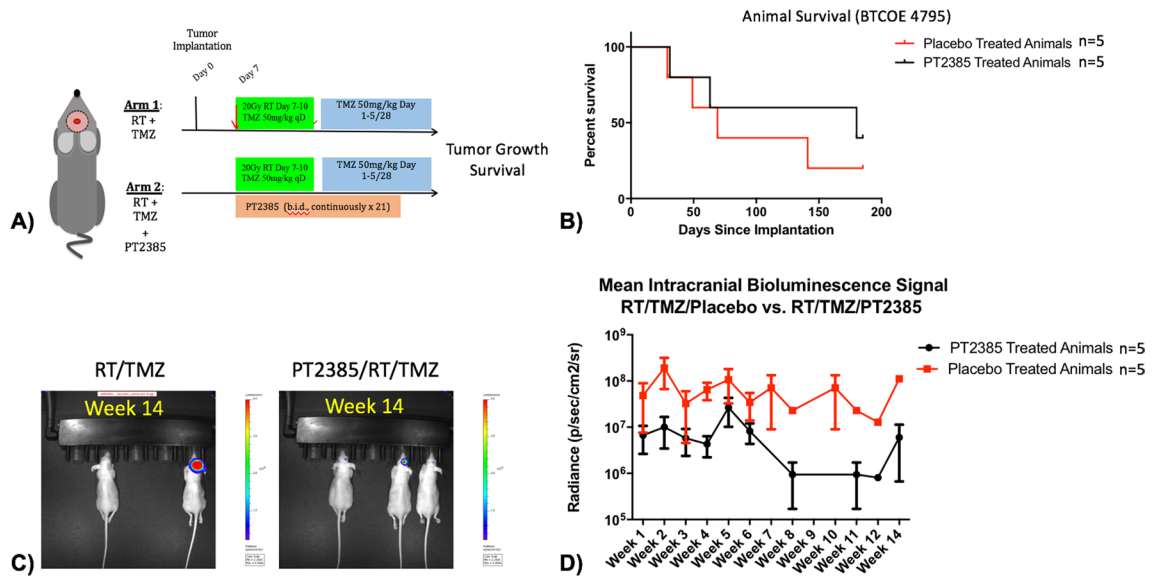 A)
Tumor
Implantation
Day 0
Day 7
Arm 1:
RT +
TMZ
20Gy RT Day 7-10
TMZ 50mg/kg qD
TMZ 50mg/kg Day
1-5/28
Arm 2:
RT +
TMZ
+
PT2385
20Gy RT Day 7-10
TMZ 50mg/kg qD
TMZ 50mg/kg Day
1-5/28
PT2385 (b.i.d., continuously x 21)
Tumor Growth
Survival
B)
Animal Survival (BTCOE 4795)
Percent survival
100
50
0
0
50
100
150
200
Days Since Implantation
Placebo Treated Animals n=5
PT2385 Treated Animals n=5
C)
RT/TMZ
Week 14
PT2385/RT/TMZ
Week 14
D)
Mean Intracranial Bioluminescence Signal
RT/TMZ/Placebo vs. RT/TMZ/PT2385
Radiance (p/sec/cm2/sr)
10⁹
10⁸
10⁷
10⁶
10⁵
Week 1
Week 2
Week 3
Week 4
Week 5
Week 6
Week 7
Week 8
Week 9
Week 10
Week 11
Week 12
Week 14
PT2385 Treated Animals n=5
Placebo Treated Animals n=5